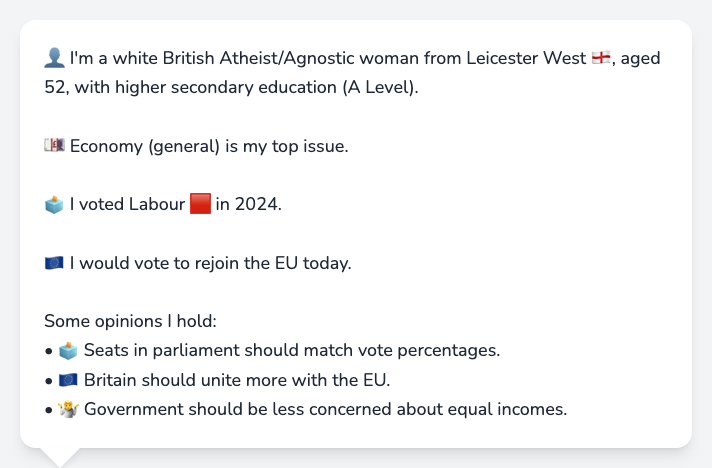 👤 I'm a white British Atheist/Agnostic woman from Leicester West 🏴󠁧󠁢󠁥󠁮󠁧󠁿, aged
52, with higher secondary education (A Level).
💷 Economy (general) is my top issue.
🗳️ I voted Labour 🟥 in 2024.
🇪🇺 I would vote to rejoin the EU today.
Some opinions I hold:
• 🗳️ Seats in parliament should match vote percentages.
• 🇪🇺 Britain should unite more with the EU.
• 🤷 Government should be less concerned about equal incomes.